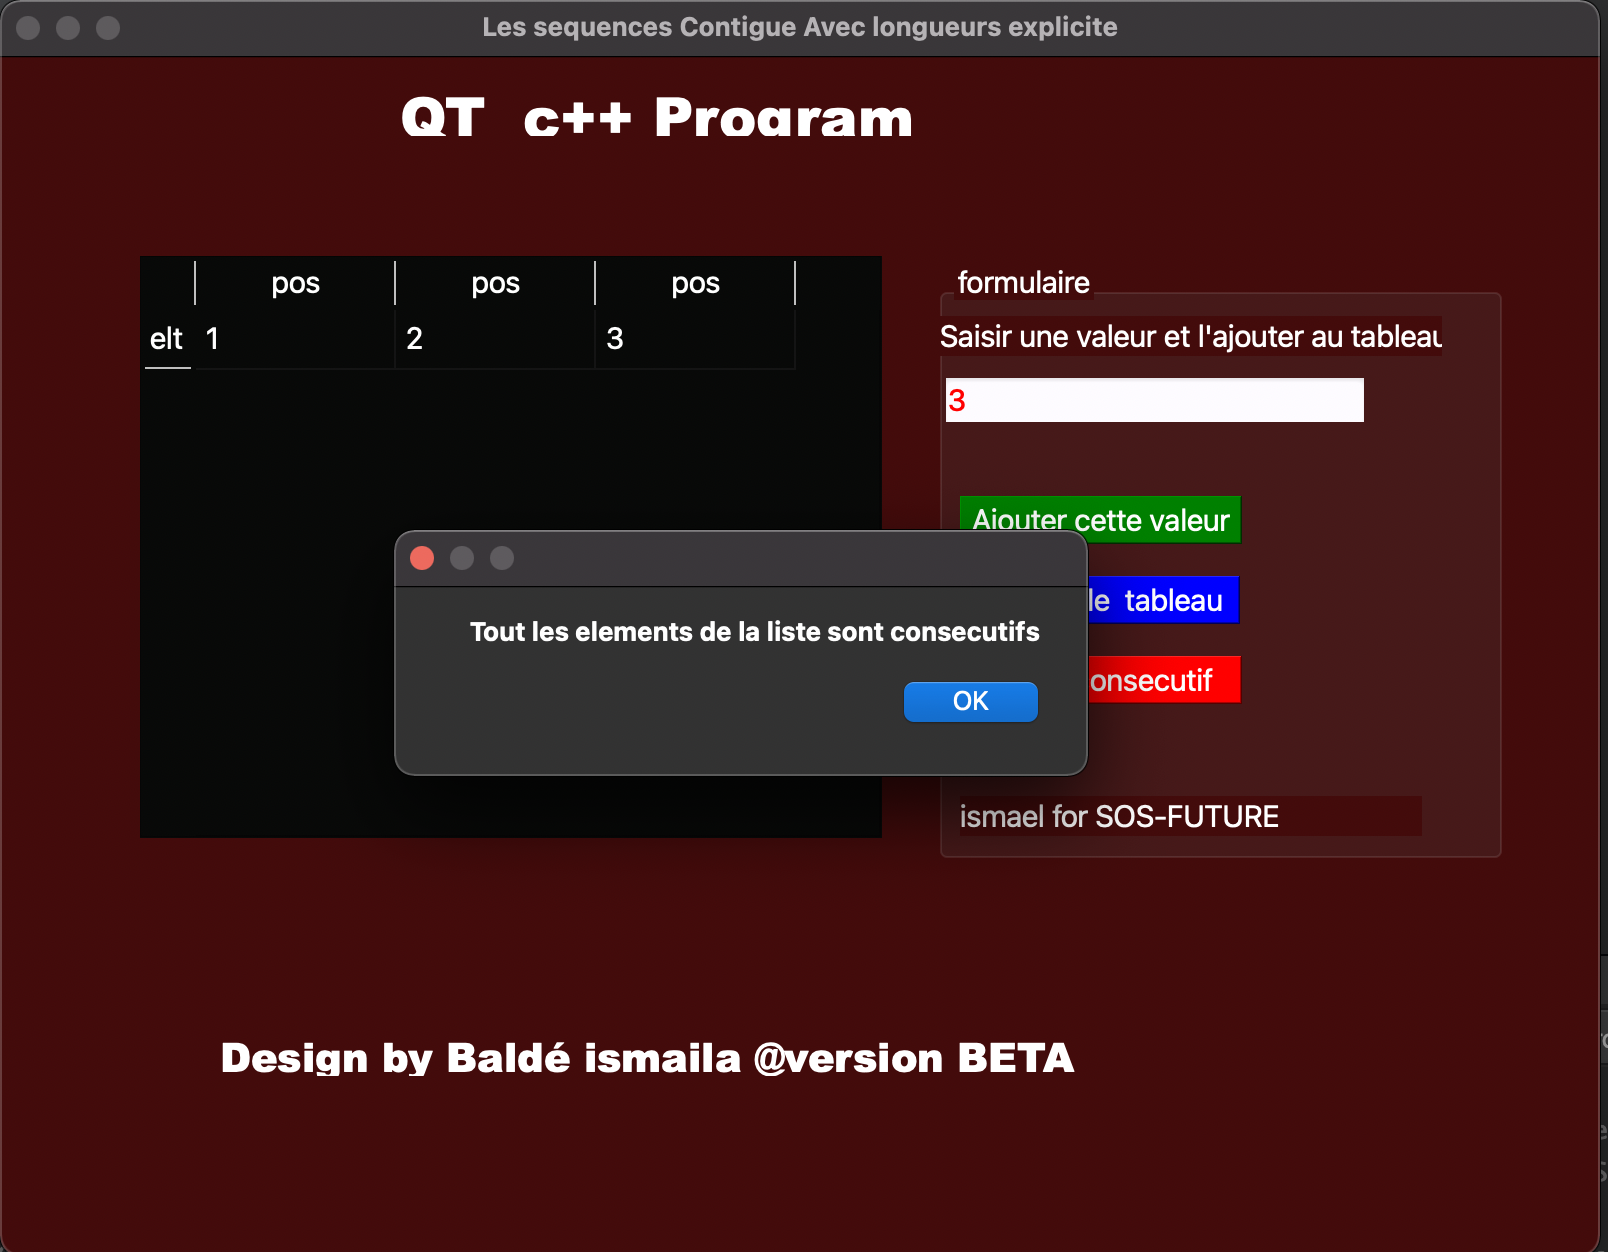 Les sequences Contigue Avec longueurs explicite
QT c++ Program
pos pos pos
elt 1 2 3
formulaire
Saisir une valeur et l'ajouter au tableau
3
Ajouter cette valeur
le tableau
Tout les elements de la liste sont consecutifs
OK
ismael for SOS-FUTURE
Design by Baldé ismaila @version BETA